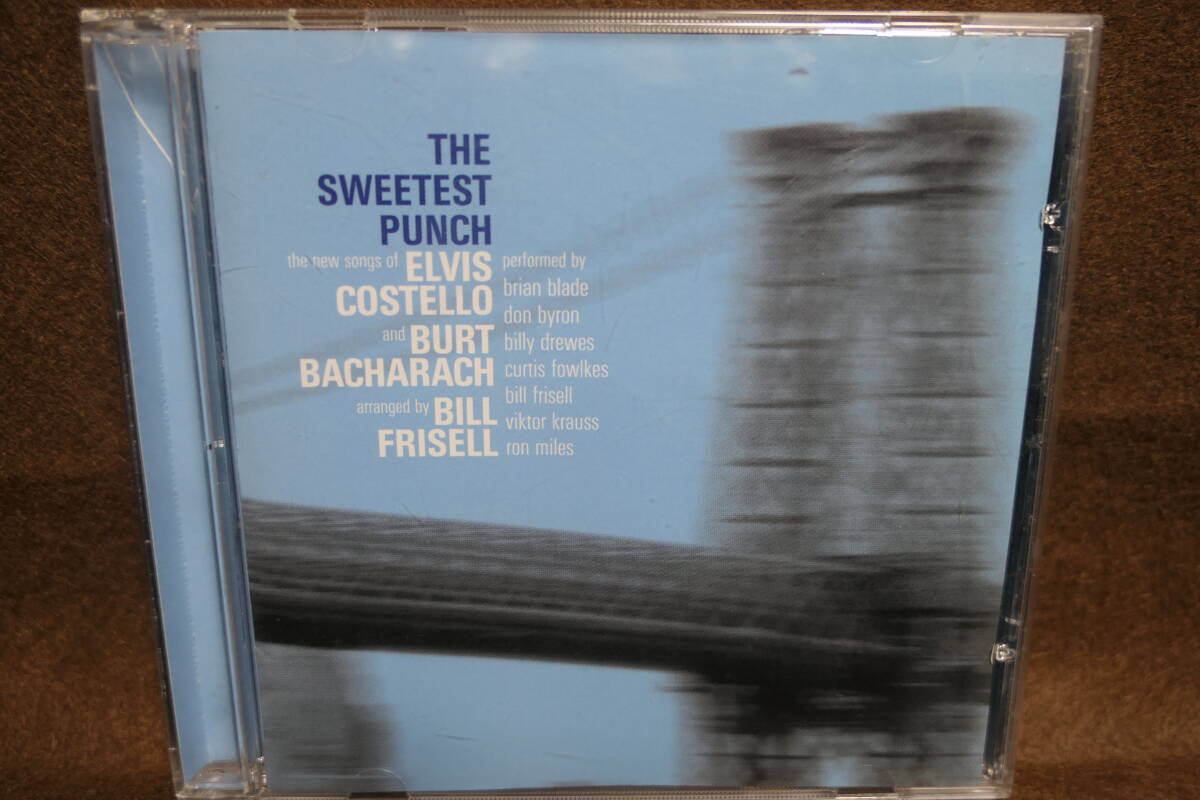 THE
SWEETEST
PUNCH
the new songs of ELVIS
COSTELLO
and BURT
BACHARACH
arranged by BILL
FRISELL
performed by
brian blade
don byron
billy drewes
curtis fowlkes
bill frisell
viktor krauss
ron miles